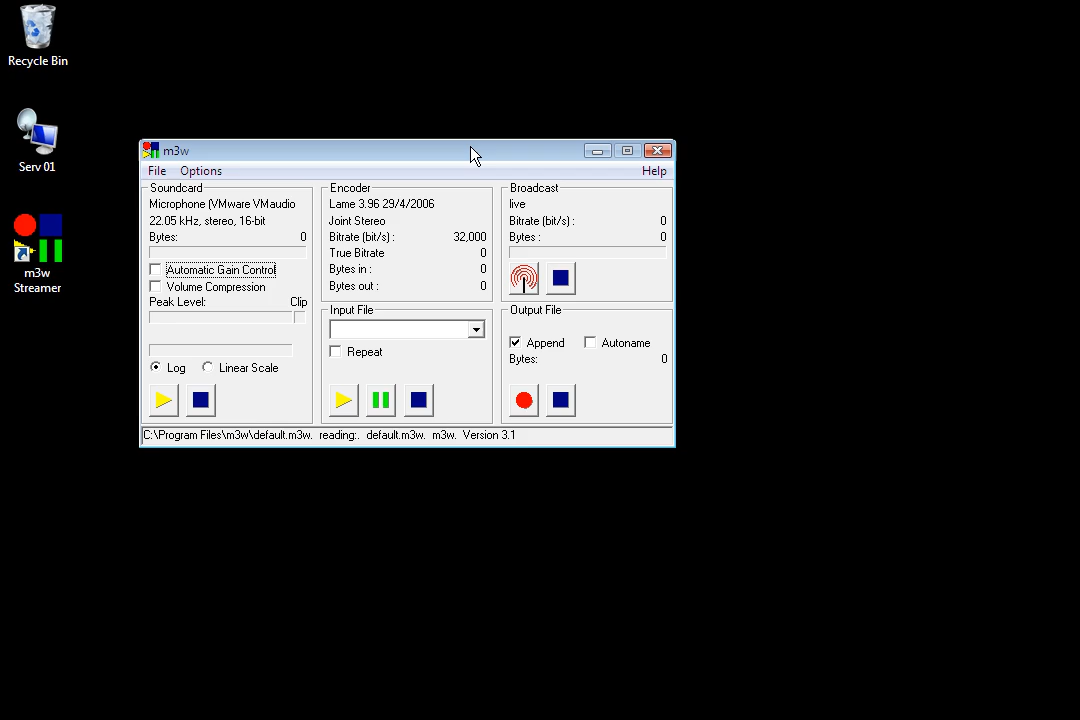 Recycle Bin
Serv 01
m3w
Streamer
m3w
File Options Help
Soundcard
Microphone (VMware VMaudio
22.05 kHz, stereo, 16-bit
Bytes: 0
Automatic Gain Control
Volume Compression
Peak Level: Clip
Log Linear Scale
Encoder
Lame 3.96 29/4/2006
Joint Stereo
Bitrate (bit/s) : 32,000
True Bitrate 0
Bytes in : 0
Bytes out : 0
Input File
Repeat
Broadcast
live
Bitrate (bit/s) : 0
Bytes : 0
Output File
Append Autoname
Bytes: 0
C:\Program Files\m3w\default.m3w. reading:. default.m3w. m3w. Version 3.1